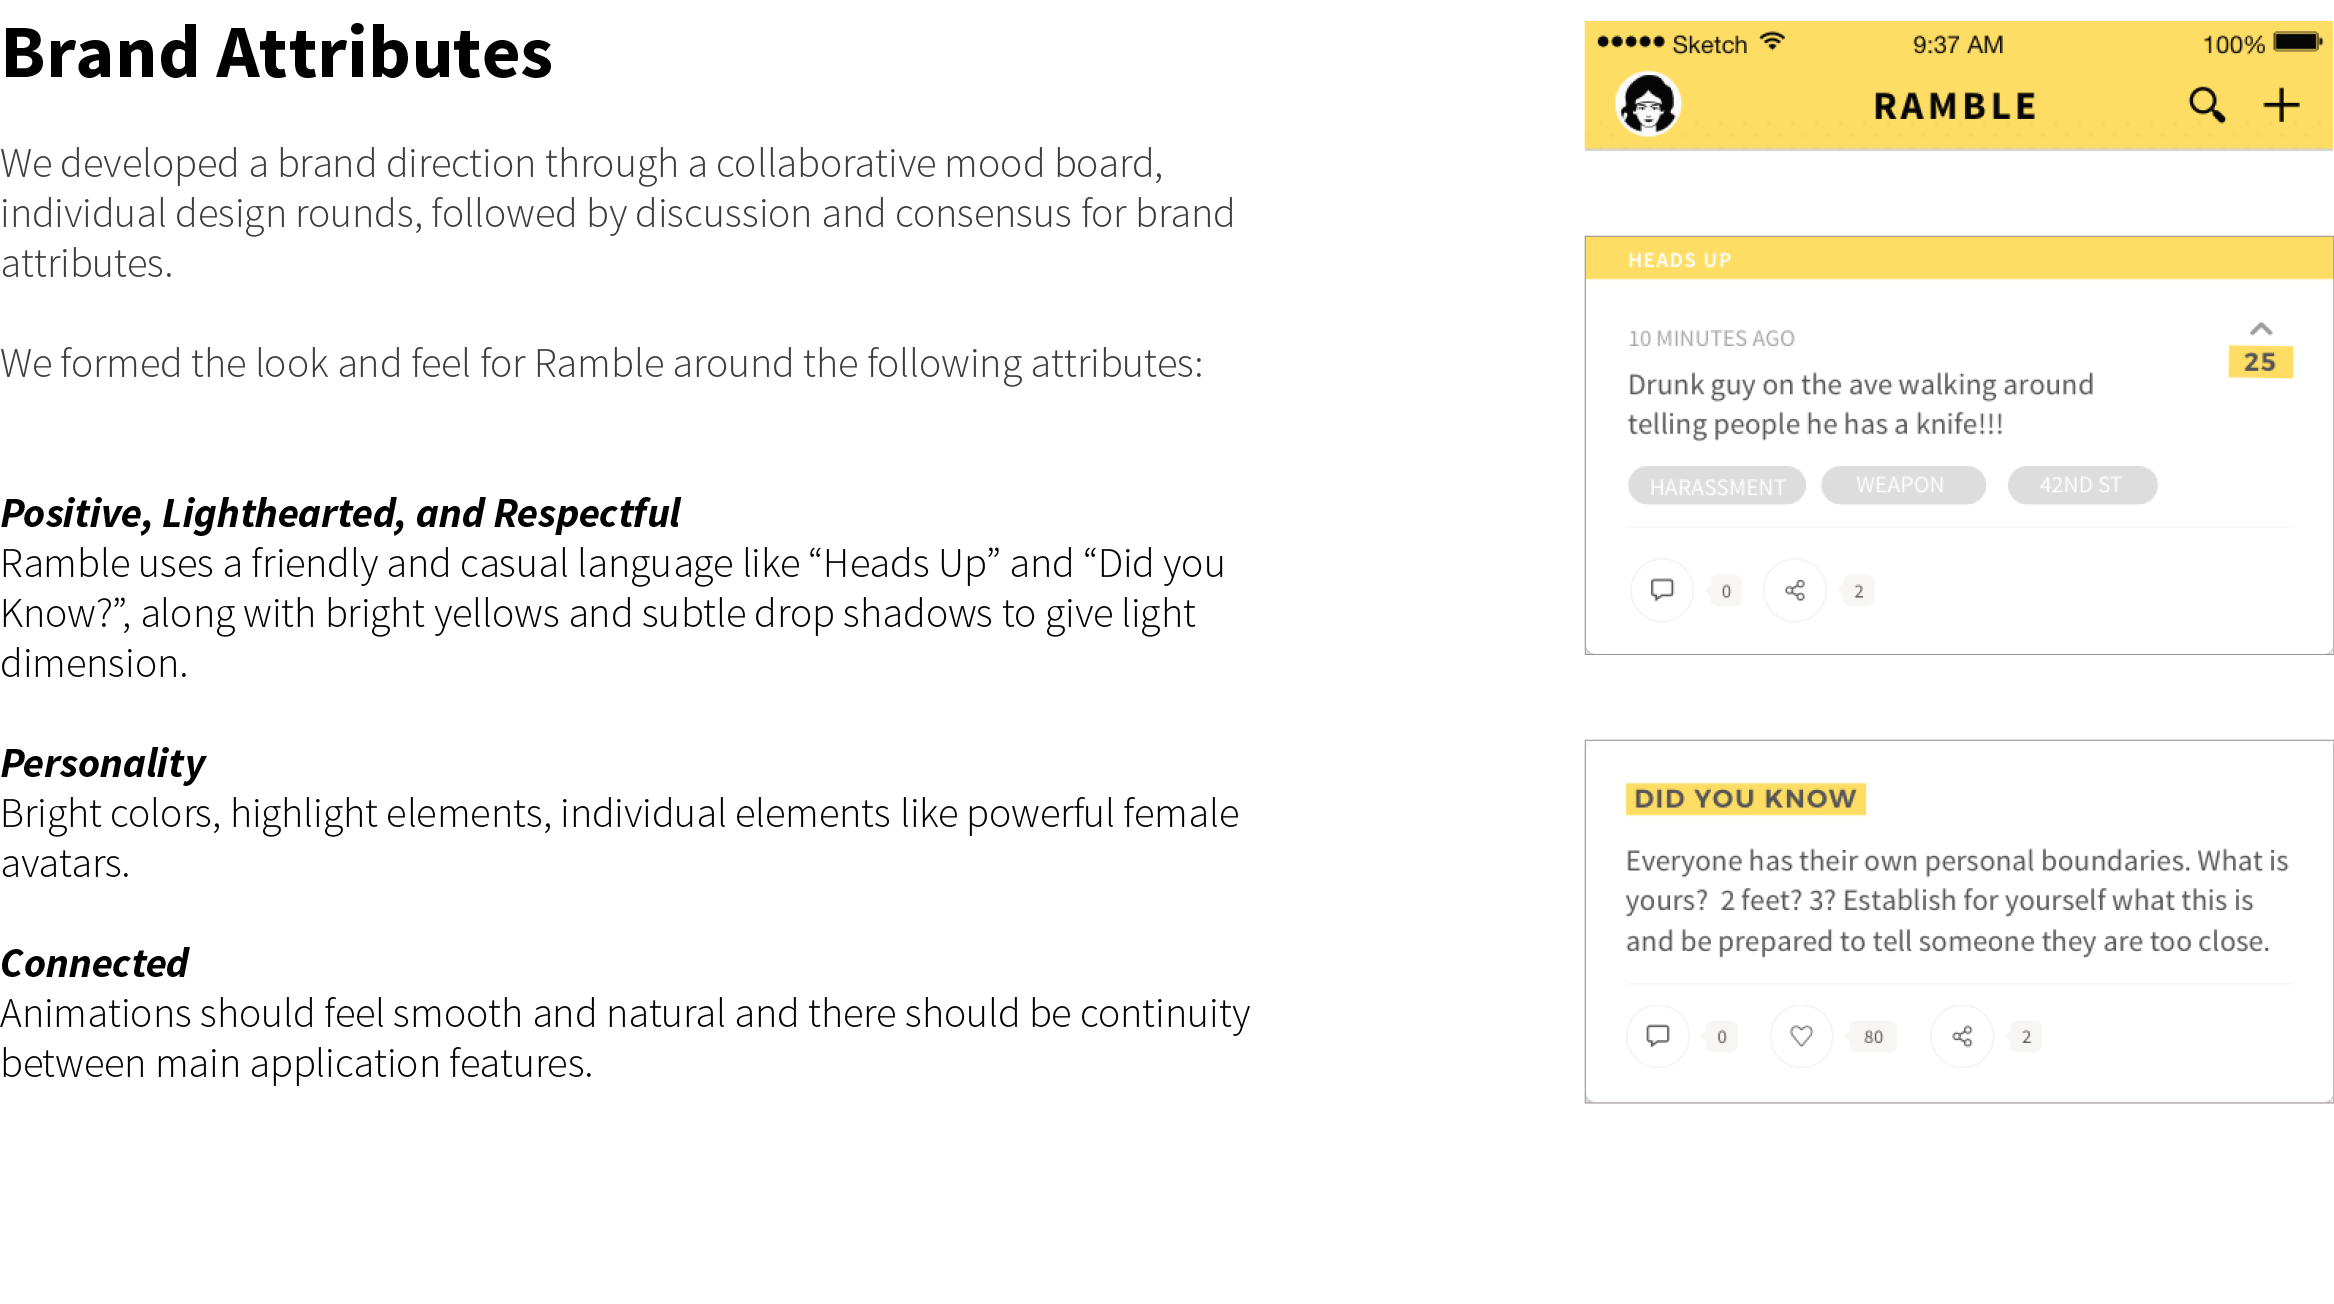 Brand Attributes
We developed a brand direction through a collaborative mood board,
individual design rounds, followed by discussion and consensus for brand
attributes.
We formed the look and feel for Ramble around the following attributes:
Positive, Lighthearted, and Respectful
Ramble uses a friendly and casual language like “Heads Up” and “Did you
Know?”, along with bright yellows and subtle drop shadows to give light
dimension.
Personality
Bright colors, highlight elements, individual elements like powerful female
avatars.
Connected
Animations should feel smooth and natural and there should be continuity
between main application features.
Sketch 9:37 AM 100%
RAMBLE
HEADS UP
10 MINUTES AGO
25
Drunk guy on the ave walking around
telling people he has a knife!!!
HARASSMENT WEAPON 42ND ST
0 2
DID YOU KNOW
Everyone has their own personal boundaries. What is
yours? 2 feet? 3? Establish for yourself what this is
and be prepared to tell someone they are too close.
0 80 2